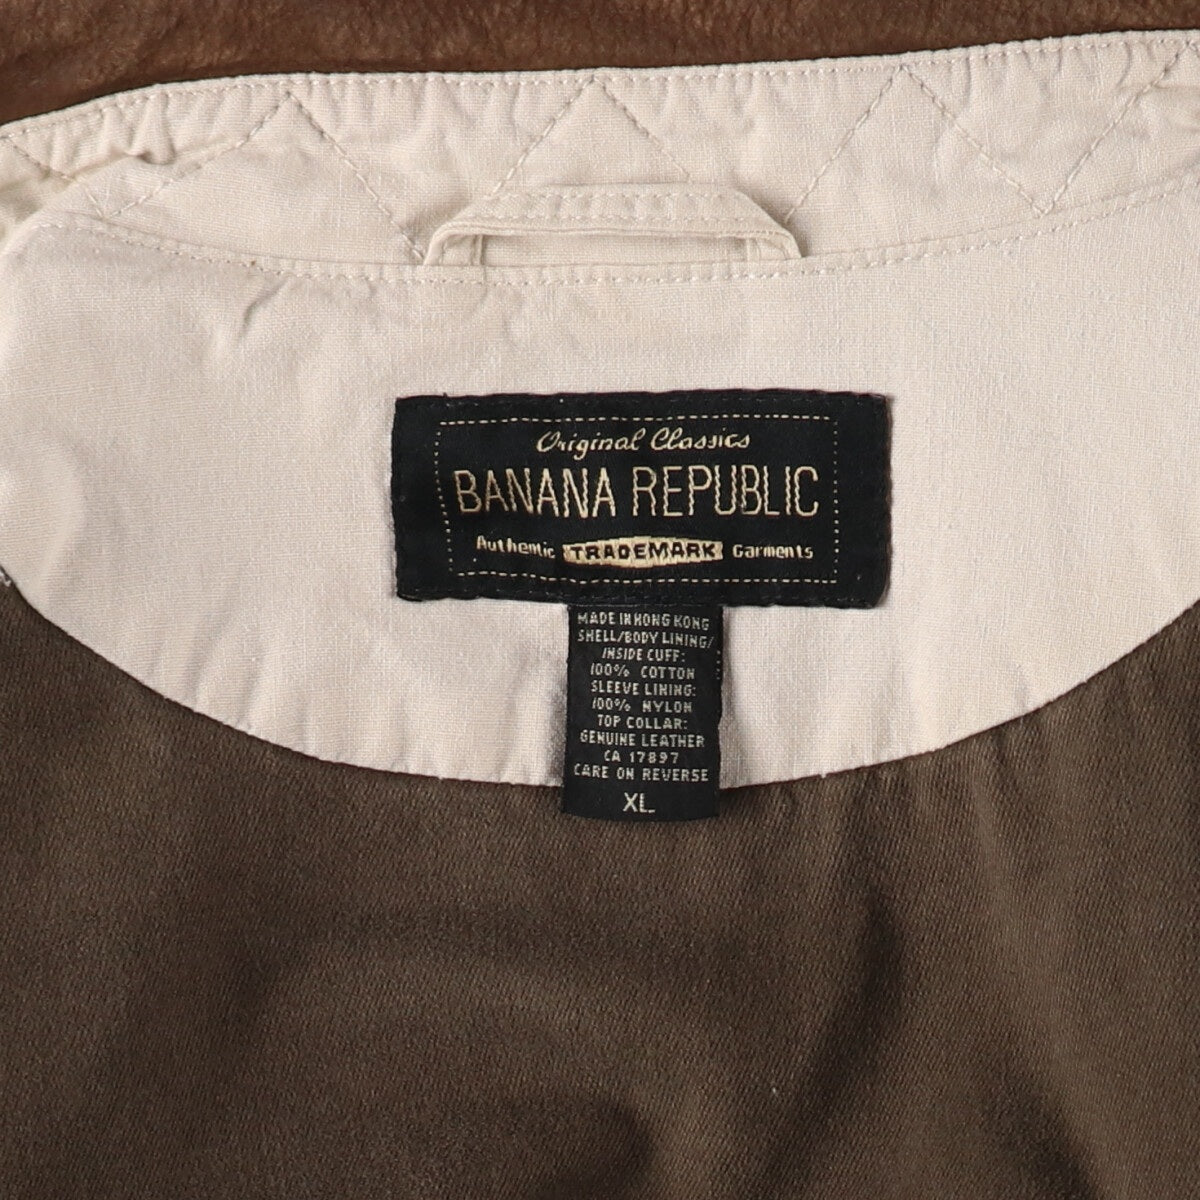 Original Classics
BANANA REPUBLIC
Authentic TRADEMARK Garments
MADE IN HONG KONG
SHELL/BODY LINING/
INSIDE CUFF:
100% COTTON
SLEEVE LINING:
100% NYLON
TOP COLLAR:
GENUINE LEATHER
CA 17897
CARE ON REVERSE
XL